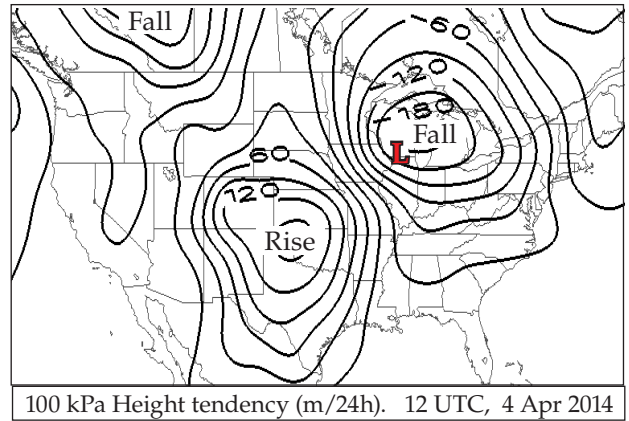 Fall
-60
-120
-180
Fall
L
60
120
Rise
100 kPa Height tendency (m/24h). 12 UTC, 4 Apr 2014